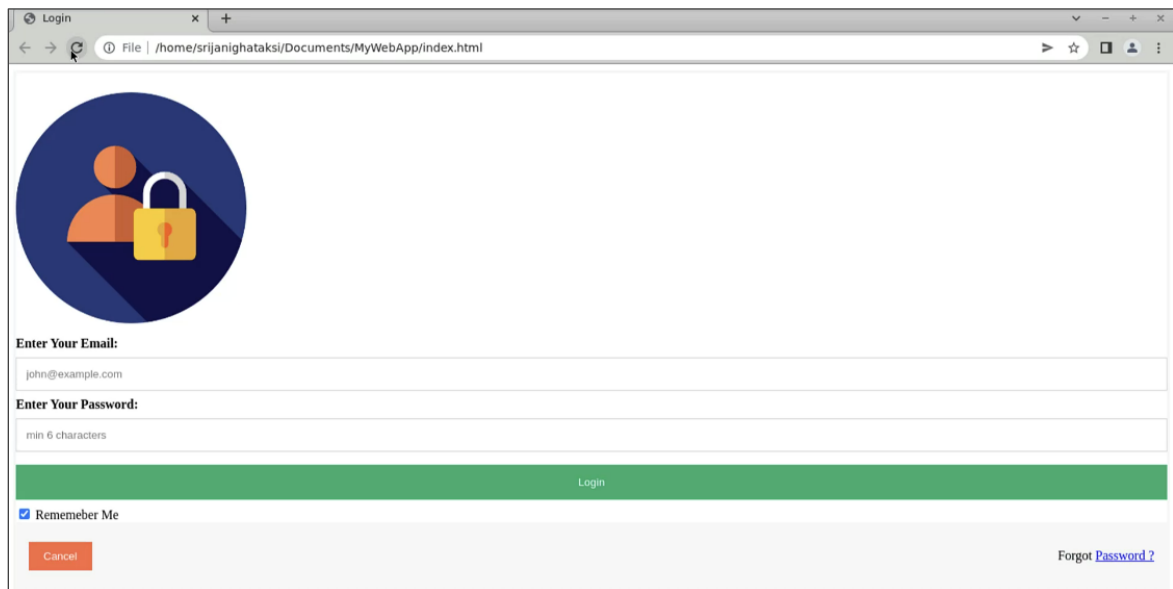 Login
File | /home/srijanighataksi/Documents/MyWebApp/index.html
Enter Your Email:
john@example.com
Enter Your Password:
min 6 characters
Login
Rememeber Me
Cancel Forgot Password ?